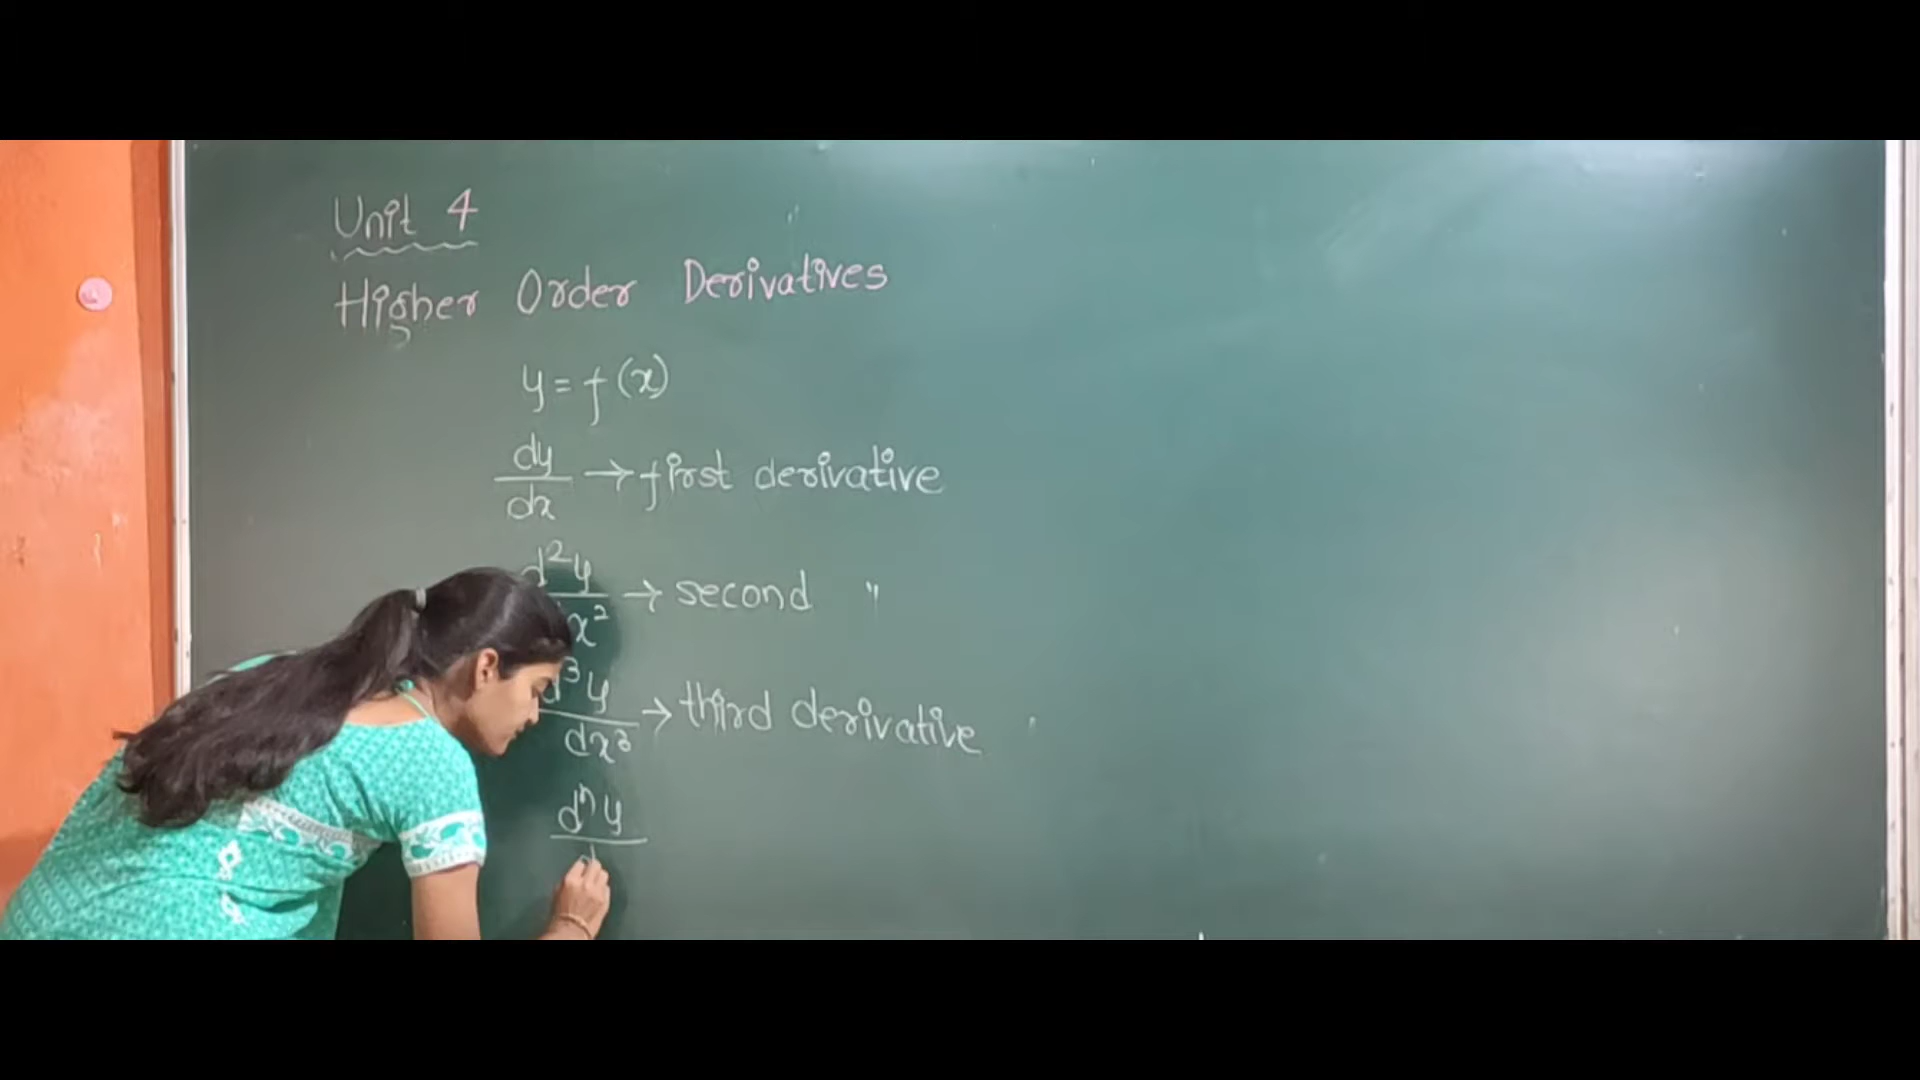 Unit 4
Higher Order Derivatives
y = f(x)
dy/dx → first derivative
d²y/dx² → second "
d³y/dx³ → third derivative
dⁿy/d